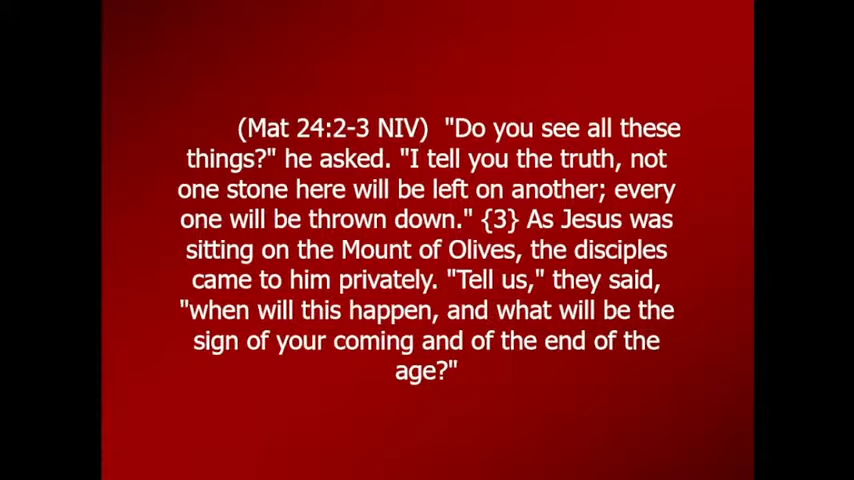 (Mat 24:2-3 NIV) "Do you see all these
things?" he asked. "I tell you the truth, not
one stone here will be left on another; every
one will be thrown down." {3} As Jesus was
sitting on the Mount of Olives, the disciples
came to him privately. "Tell us," they said,
"when will this happen, and what will be the
sign of your coming and of the end of the
age?"